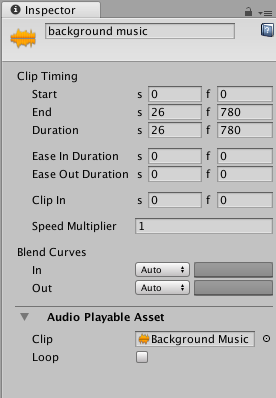 Inspector
background music
Clip Timing
Start s 0 f 0
End s 26 f 780
Duration s 26 f 780
Ease In Duration s 0 f 0
Ease Out Duration s 0 f 0
Clip In s 0 f 0
Speed Multiplier 1
Blend Curves
In Auto
Out Auto
Audio Playable Asset
Clip Background Music
Loop